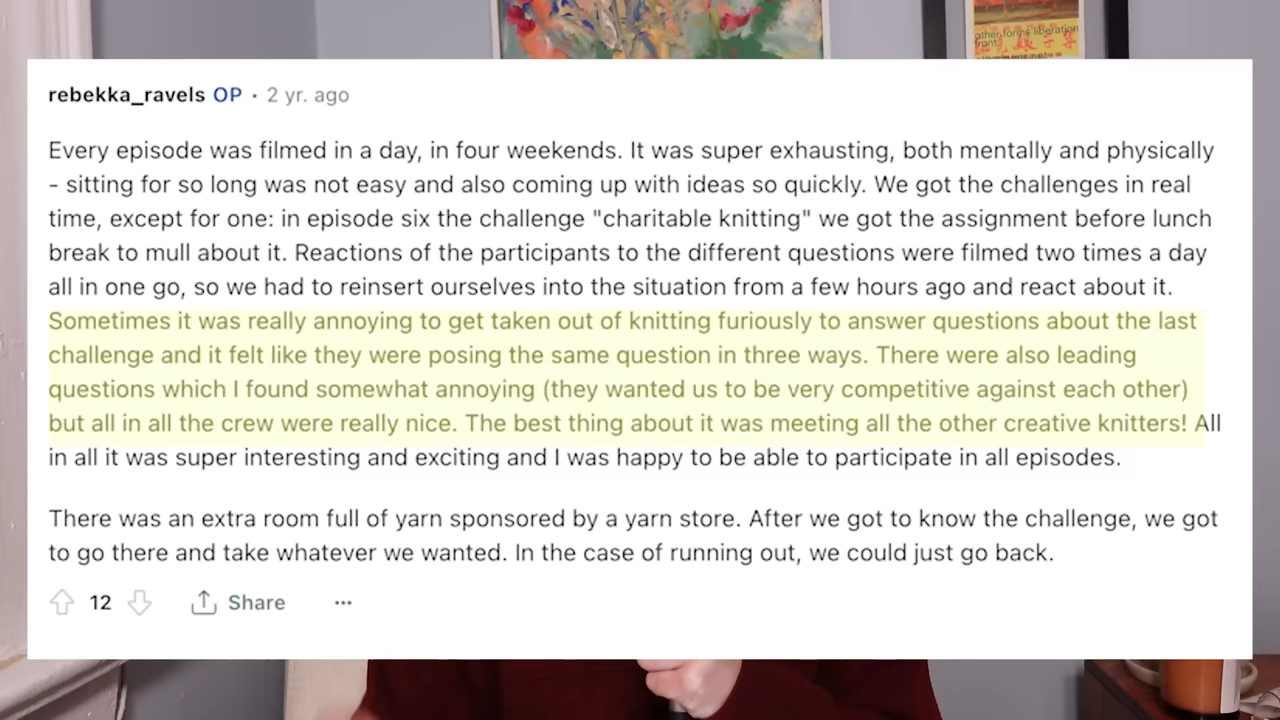 other forms liberation
front
rebekka_ravels OP · 2 yr. ago
Every episode was filmed in a day, in four weekends. It was super exhausting, both mentally and physically
- sitting for so long was not easy and also coming up with ideas so quickly. We got the challenges in real
time, except for one: in episode six the challenge "charitable knitting" we got the assignment before lunch
break to mull about it. Reactions of the participants to the different questions were filmed two times a day
all in one go, so we had to reinsert ourselves into the situation from a few hours ago and react about it.
Sometimes it was really annoying to get taken out of knitting furiously to answer questions about the last
challenge and it felt like they were posing the same question in three ways. There were also leading
questions which I found somewhat annoying (they wanted us to be very competitive against each other)
but all in all the crew were really nice. The best thing about it was meeting all the other creative knitters! All
in all it was super interesting and exciting and I was happy to be able to participate in all episodes.
There was an extra room full of yarn sponsored by a yarn store. After we got to know the challenge, we got
to go there and take whatever we wanted. In the case of running out, we could just go back.
12 Share ...